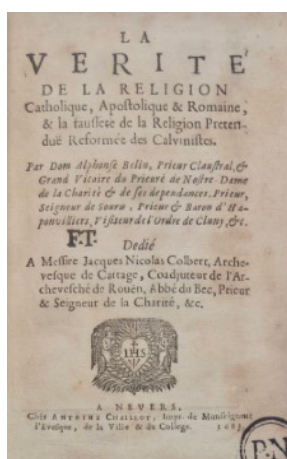 LA
VERITÉ
DE LA RELIGION
Catholique, Apostolique & Romaine,
& la fausseté de la Religion Preten-
duë Reformée des Calvinistes.
Par Dom Alphonse Belin, Prieur Claustral, &
Grand Vicaire du Prieuré de Nostre-Dame
de la Charité & de ses dependances. Prieur,
Seigneur de & Baron d'Ha-
ponvilliers, Visiteur de l'Ordre de Cluny, &c.
F.T.
Dedié
A Messire Jacques Nicolas Colbert, Arche-
vesque de Cartage, Coadjuteur de l'Ar-
chevesché de Roüen, Abbé du Bec, Prieur
& Seigneur de la Charité, &c.
IHS
A NEVERS,
Chés ANTOINE CHAILLOT, Impr. de Monseigneur
l'Evesque, de la Ville & du College.
P.N